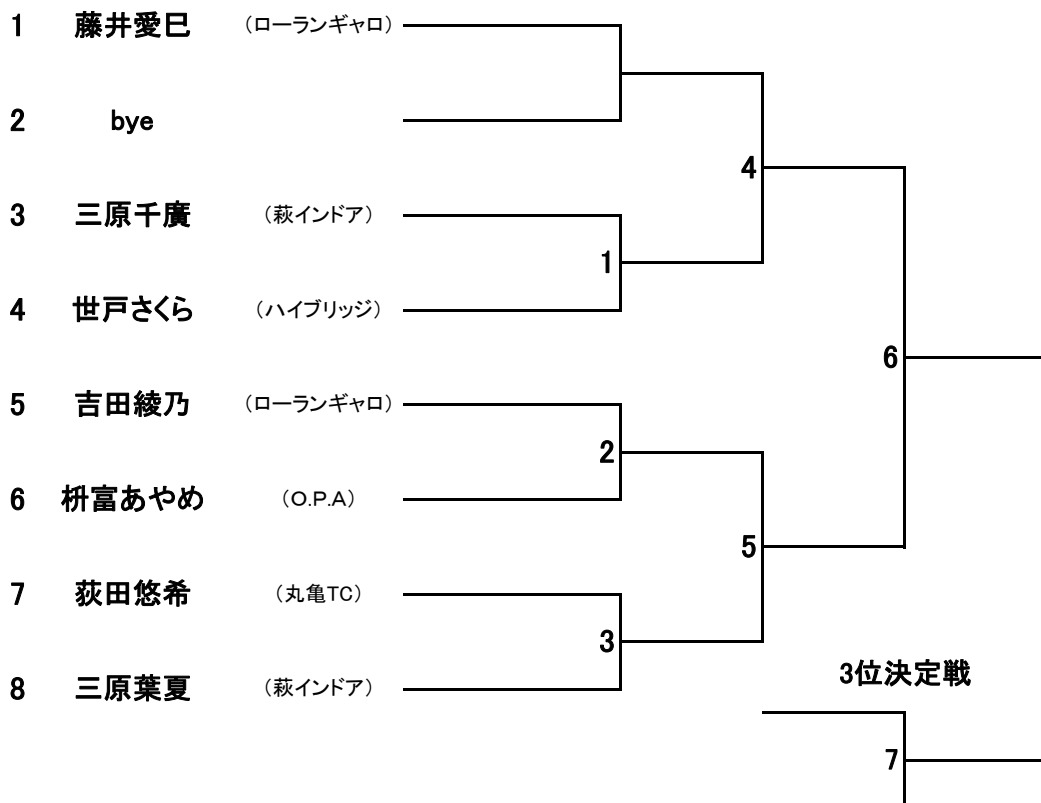 1 藤井愛巳 (ローランギャロ)
2 bye
4
3 三原千廣 (萩インドア)
1
4 世戸さくら (ハイブリッジ)
6
5 吉田綾乃 (ローランギャロ)
2
6 枡富あやめ (O.P.A)
5
7 荻田悠希 (丸亀TC)
3
8 三原葉夏 (萩インドア)
3位決定戦
7